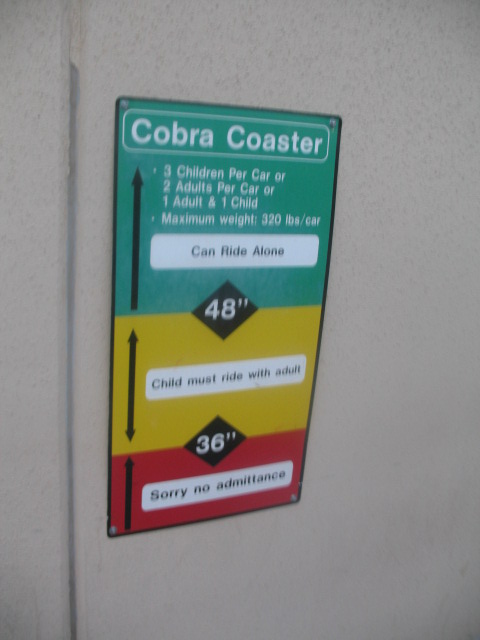 Cobra Coaster
· 3 Children Per Car or
2 Adults Per Car or
1 Adult & 1 Child
· Maximum weight: 320 lbs/car
Can Ride Alone
48"
Child must ride with adult
36"
Sorry no admittance